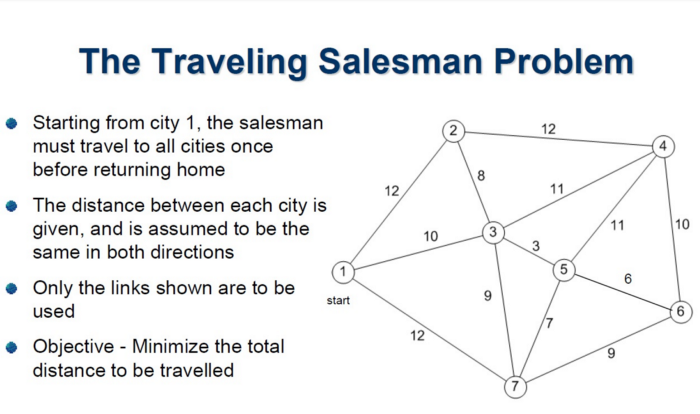 The Traveling Salesman Problem
Starting from city 1, the salesman
must travel to all cities once
before returning home
The distance between each city is
given, and is assumed to be the
same in both directions
Only the links shown are to be
used
Objective - Minimize the total
distance to be travelled
2
12
4
8
12
11
10
3
11
10
3
1
5
6
start
9
6
7
12
9
7